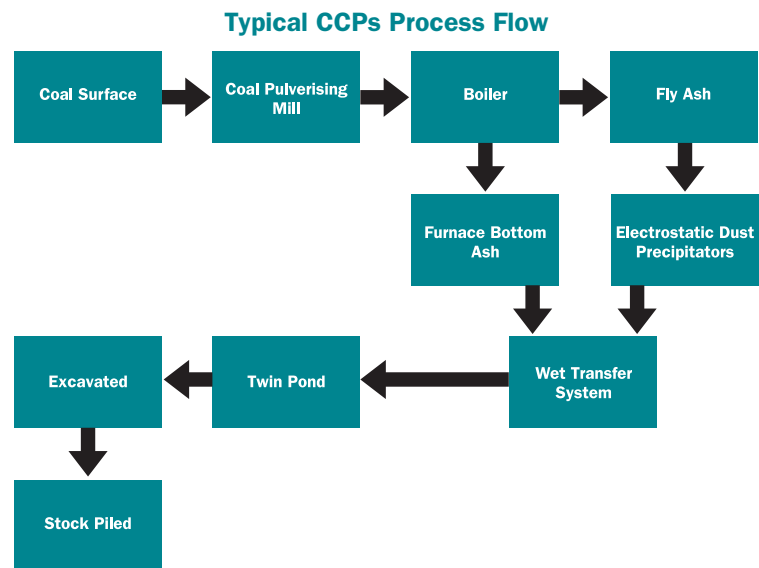 Typical CCPs Process Flow
Coal Surface
Coal Pulverising
Mill
Boiler
Fly Ash
Furnace Bottom
Ash
Electrostatic Dust
Precipitators
Excavated
Twin Pond
Wet Transfer
System
Stock Piled